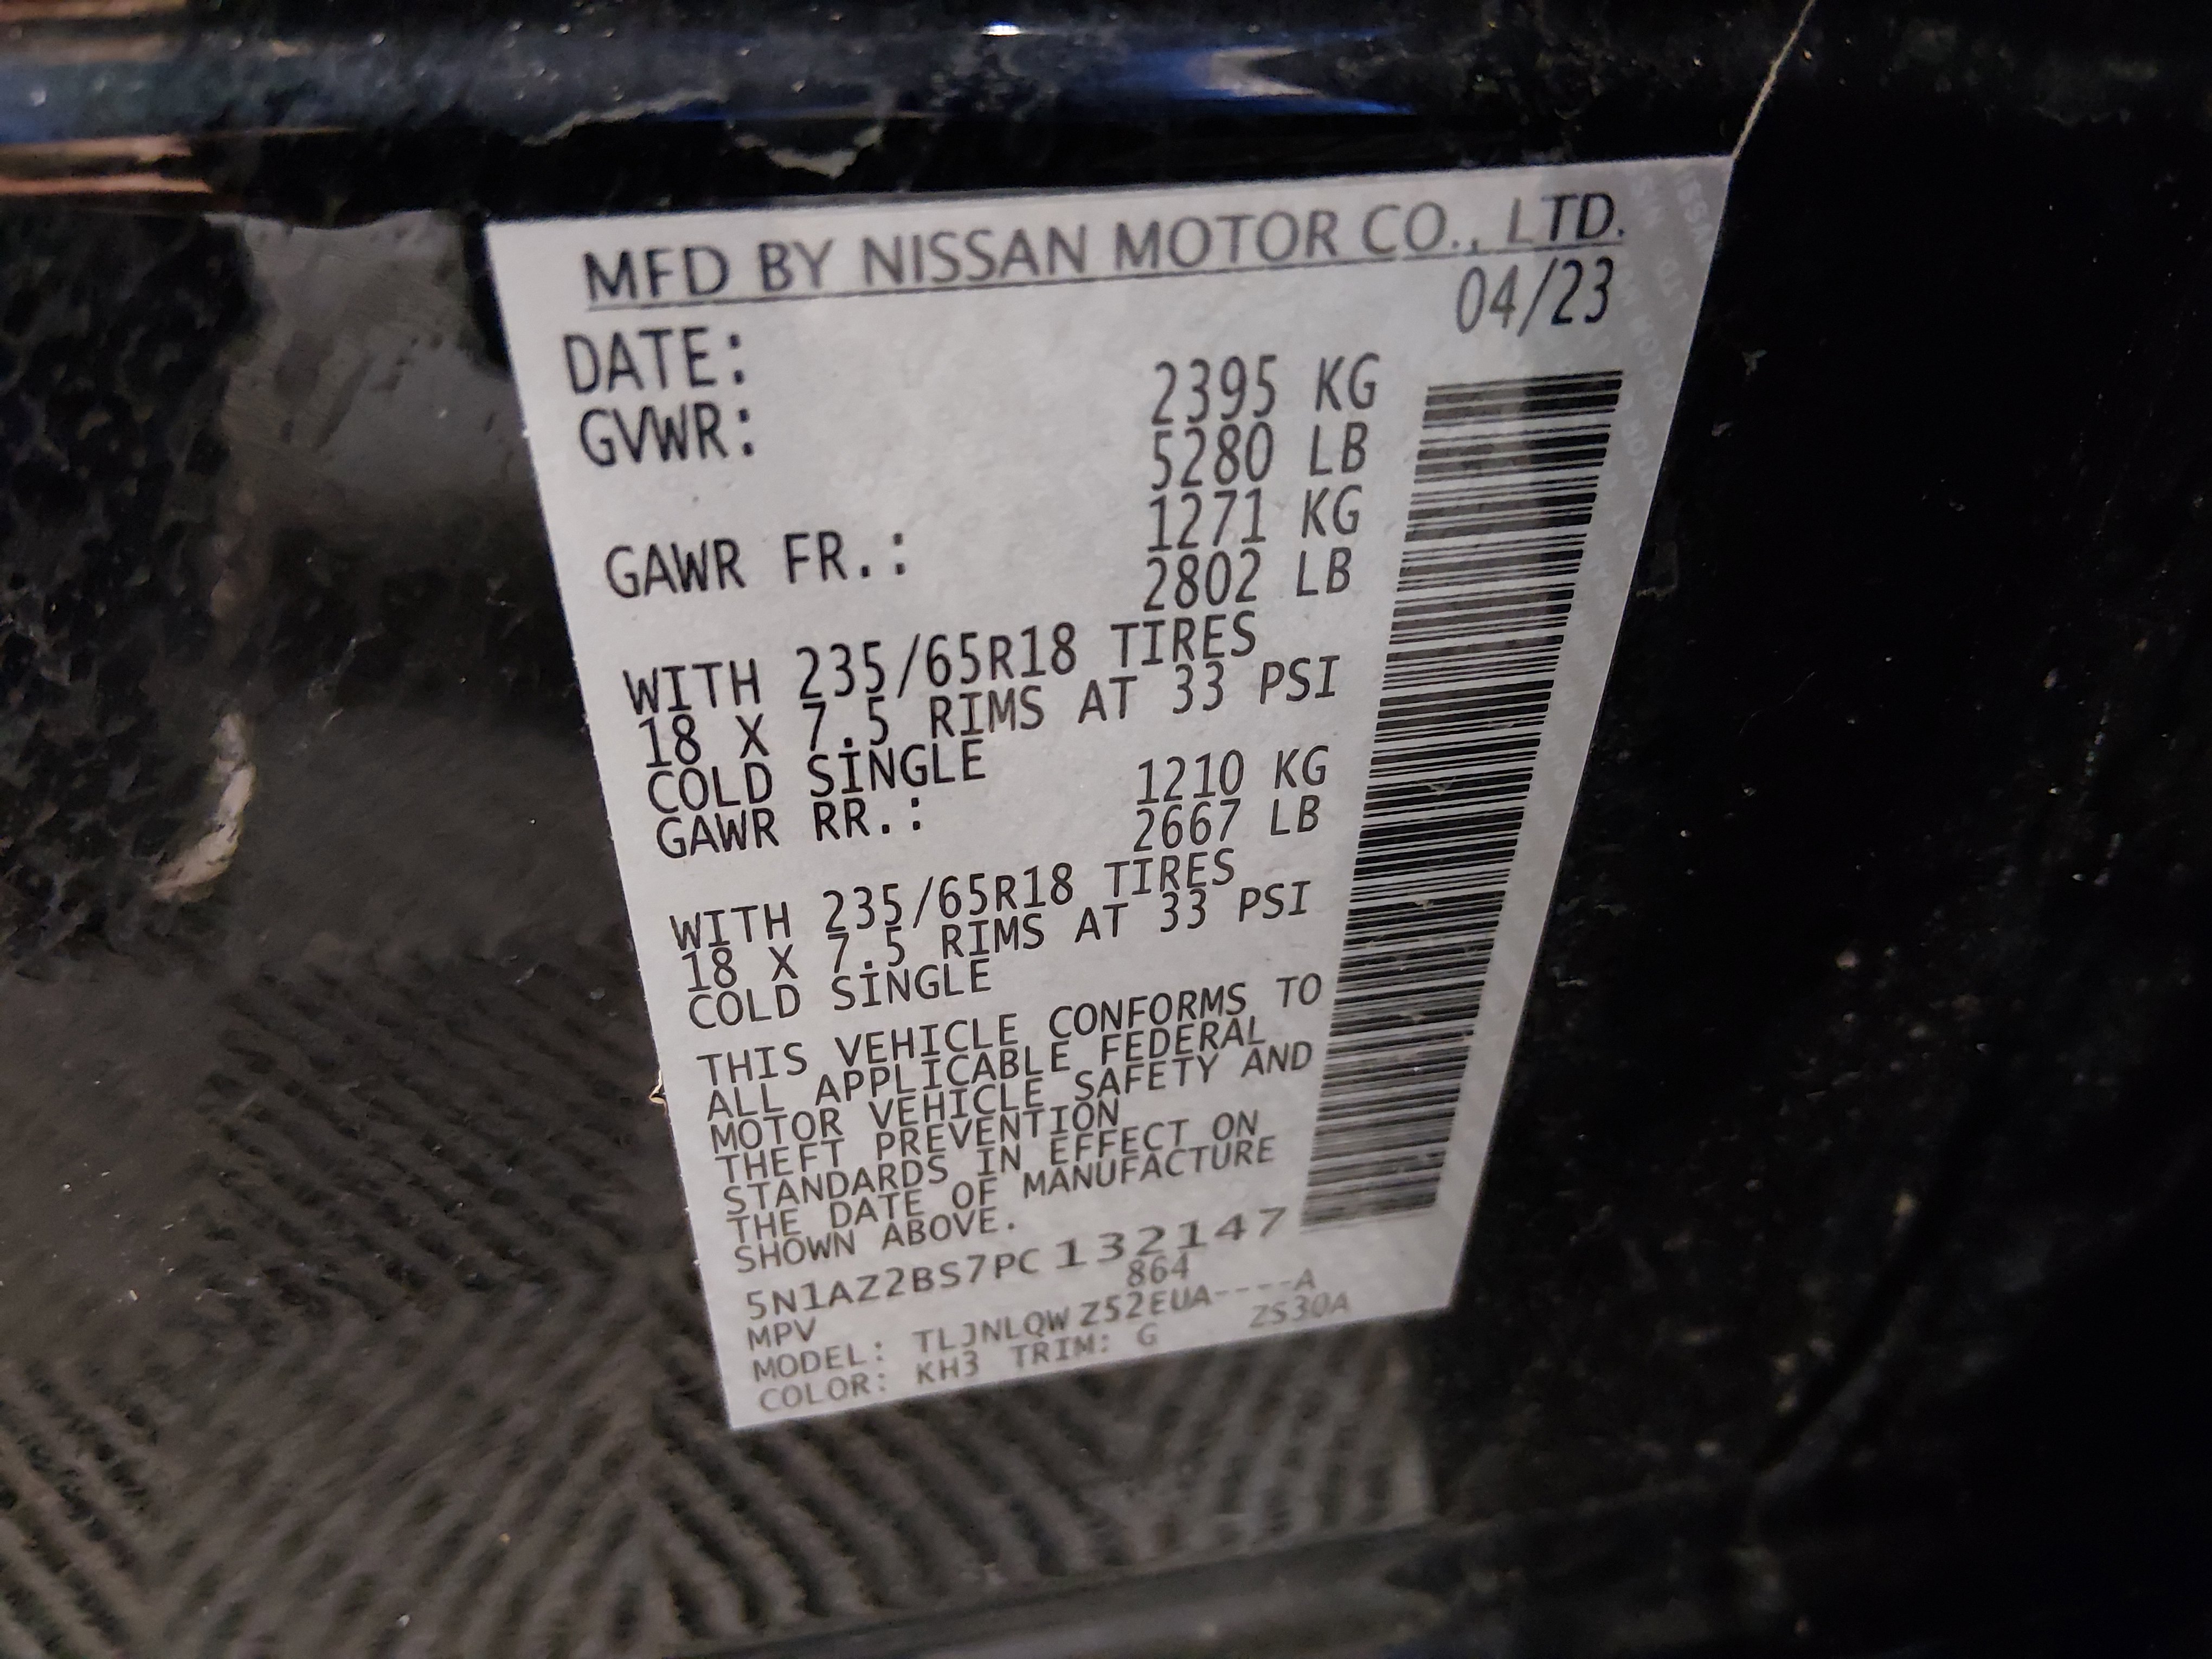 MFD BY NISSAN MOTOR CO., LTD.
DATE: 04/23
GVWR: 2395 KG
5280 LB
GAWR FR.: 1271 KG
2802 LB
WITH 235/65R18 TIRES
18 X 7.5 RIMS AT 33 PSI
COLD SINGLE
GAWR RR.: 1210 KG
2667 LB
WITH 235/65R18 TIRES
18 X 7.5 RIMS AT 33 PSI
COLD SINGLE
THIS VEHICLE CONFORMS TO
ALL APPLICABLE FEDERAL
MOTOR VEHICLE SAFETY AND
THEFT PREVENTION
STANDARDS IN EFFECT ON
THE DATE OF MANUFACTURE
SHOWN ABOVE.
5N1AZ2BS7PC132147
MPV 864
MODEL: TLJNLQWZ52EUA----A
COLOR: KH3 TRIM: G ZS30A